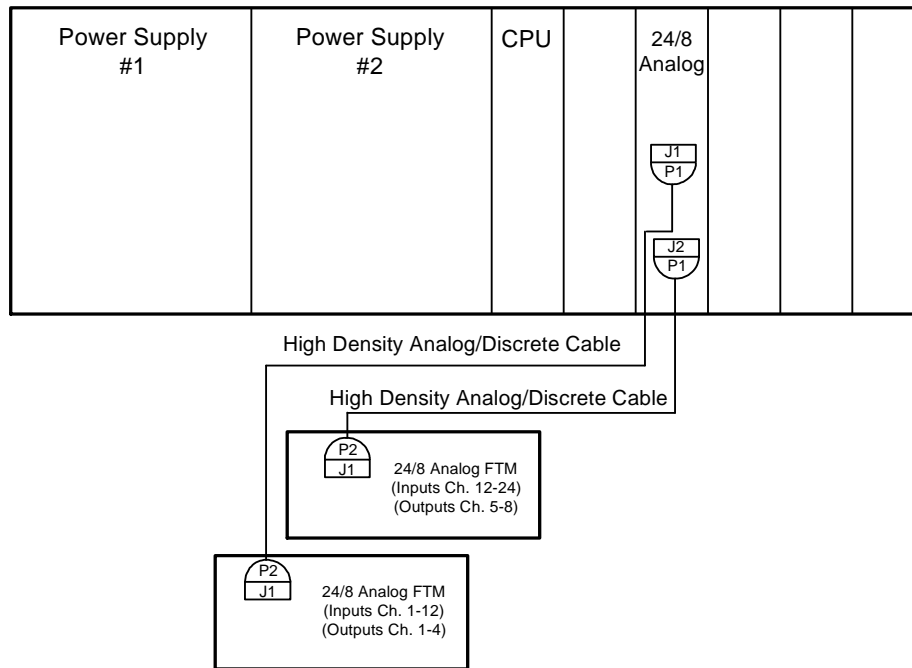 Power Supply
#1
Power Supply
#2
CPU
24/8
Analog
J1
P1
J2
P1
High Density Analog/Discrete Cable
High Density Analog/Discrete Cable
P2
J1
24/8 Analog FTM
(Inputs Ch. 12-24)
(Outputs Ch. 5-8)
P2
J1
24/8 Analog FTM
(Inputs Ch. 1-12)
(Outputs Ch. 1-4)